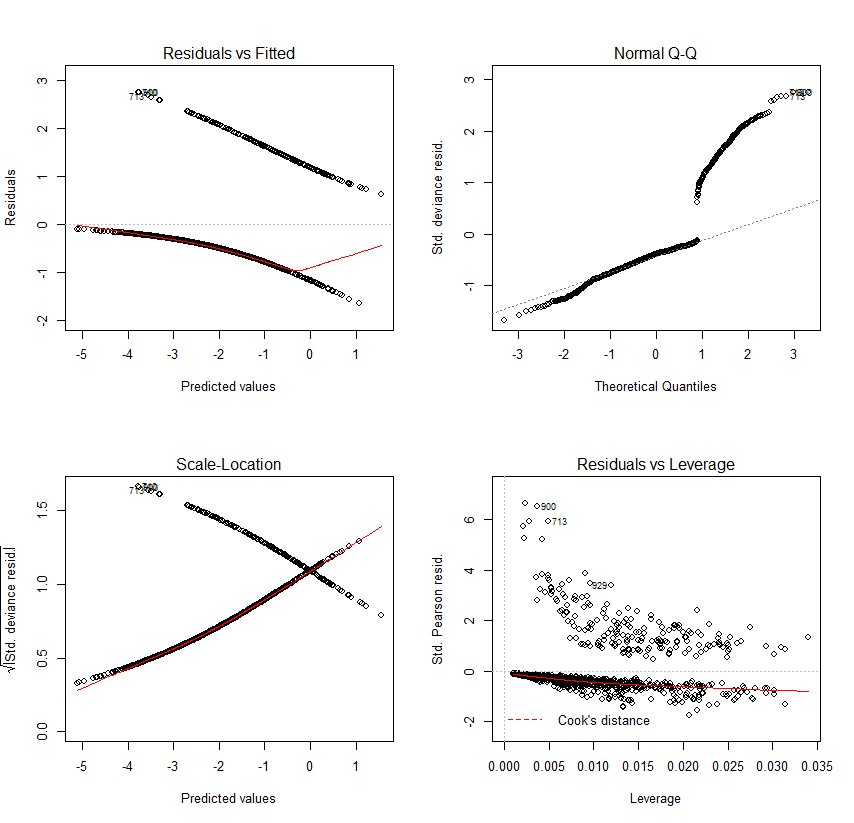 Residuals vs Fitted
Residuals
3
2
1
0
-1
-2
713
-5 -4 -3 -2 -1 0 1
Predicted values
Normal Q-Q
Std. deviance resid.
3
2
1
0
-1
713
-3 -2 -1 0 1 2 3
Theoretical Quantiles
Scale-Location
√|Std. deviance resid.|
1.5
1.0
0.5
0.0
713
-5 -4 -3 -2 -1 0 1
Predicted values
Residuals vs Leverage
Std. Pearson resid.
6
4
2
0
-2
900
713
929
Cook's distance
0.000 0.005 0.010 0.015 0.020 0.025 0.030 0.035
Leverage